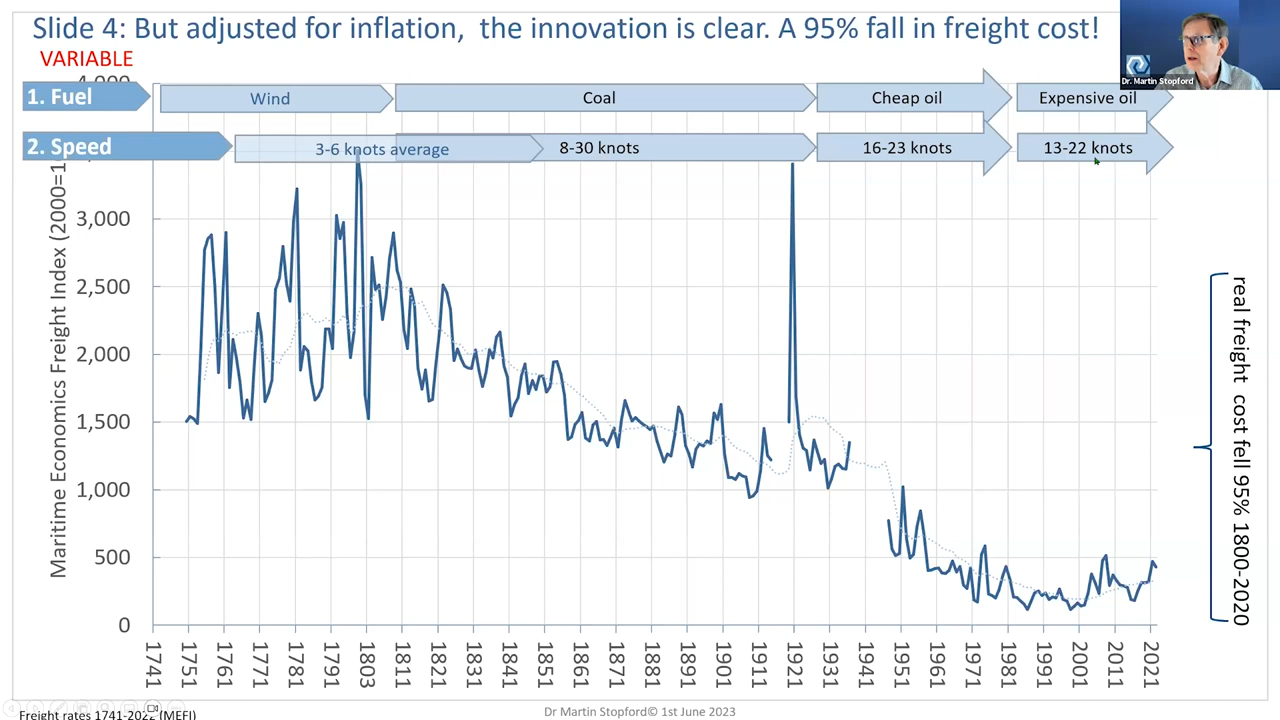 Slide 4: But adjusted for inflation, the innovation is clear. A 95% fall in freight cost!
Dr. Martin Stopford
VARIABLE
1. Fuel
Wind
Coal
Cheap oil
Expensive oil
2. Speed
3-6 knots average
8-30 knots
16-23 knots
13-22 knots
Maritime Economics Freight Index (2000=1
4,000
3,000
2,500
2,000
1,500
1,000
500
0
1741
1751
1761
1771
1781
1791
1803
1811
1821
1831
1841
1851
1861
1871
1881
1891
1901
1911
1921
1931
1941
1951
1961
1971
1981
1991
2001
2011
2021
real freight cost fell 95% 1800-2020
Freight rates 1741-2022 (MEFI)
Dr Martin Stopford© 1st June 2023